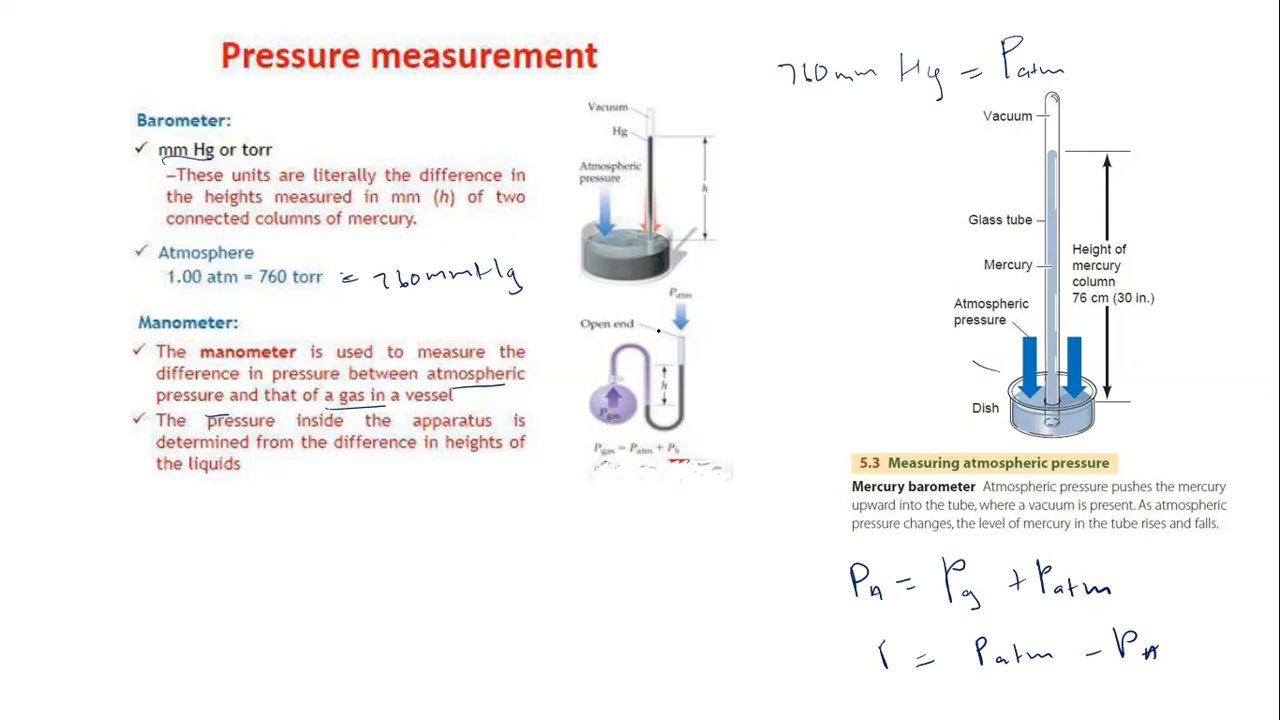 Pressure measurement
760mm Hg = Patm
Barometer:
✓ mm Hg or torr
–These units are literally the difference in
the heights measured in mm (h) of two
connected columns of mercury.
✓ Atmosphere
1.00 atm = 760 torr = 760mmHg
Manometer:
✓ The manometer is used to measure the
difference in pressure between atmospheric
pressure and that of a gas in a vessel
✓ The pressure inside the apparatus is
determined from the difference in heights of
the liquids
Vacuum
Hg
Atmospheric
pressure
h
Patm
Open end
h
Pgas
Pgas = Patm + Ph
Vacuum
Glass tube
Mercury
Height of
mercury
column
76 cm (30 in.)
Atmospheric
pressure
Dish
5.3 Measuring atmospheric pressure
Mercury barometer Atmospheric pressure pushes the mercury
upward into the tube, where a vacuum is present. As atmospheric
pressure changes, the level of mercury in the tube rises and falls.
PA = Pg + Patm
= Patm - PA